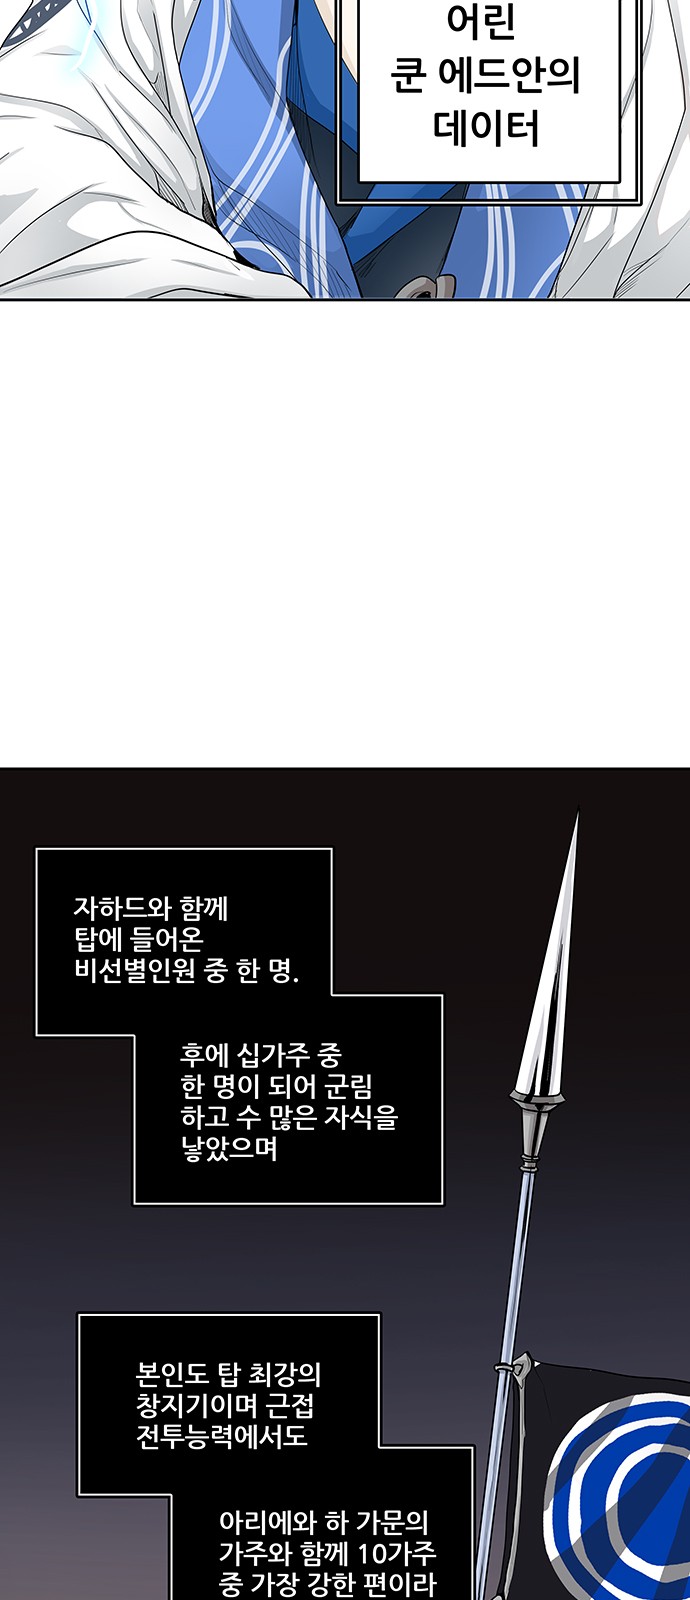 어린
쿤 에드안의
데이터
자하드와 함께
탑에 들어온
비선별인원 중 한 명.
후에 십가주 중
한 명이 되어 군림
하고 수 많은 자식을
낳았으며
본인도 탑 최강의
창지기이며 근접
전투능력에서도
아리에와 하 가문의
가주와 함께 10가주
중 가장 강한 편이라